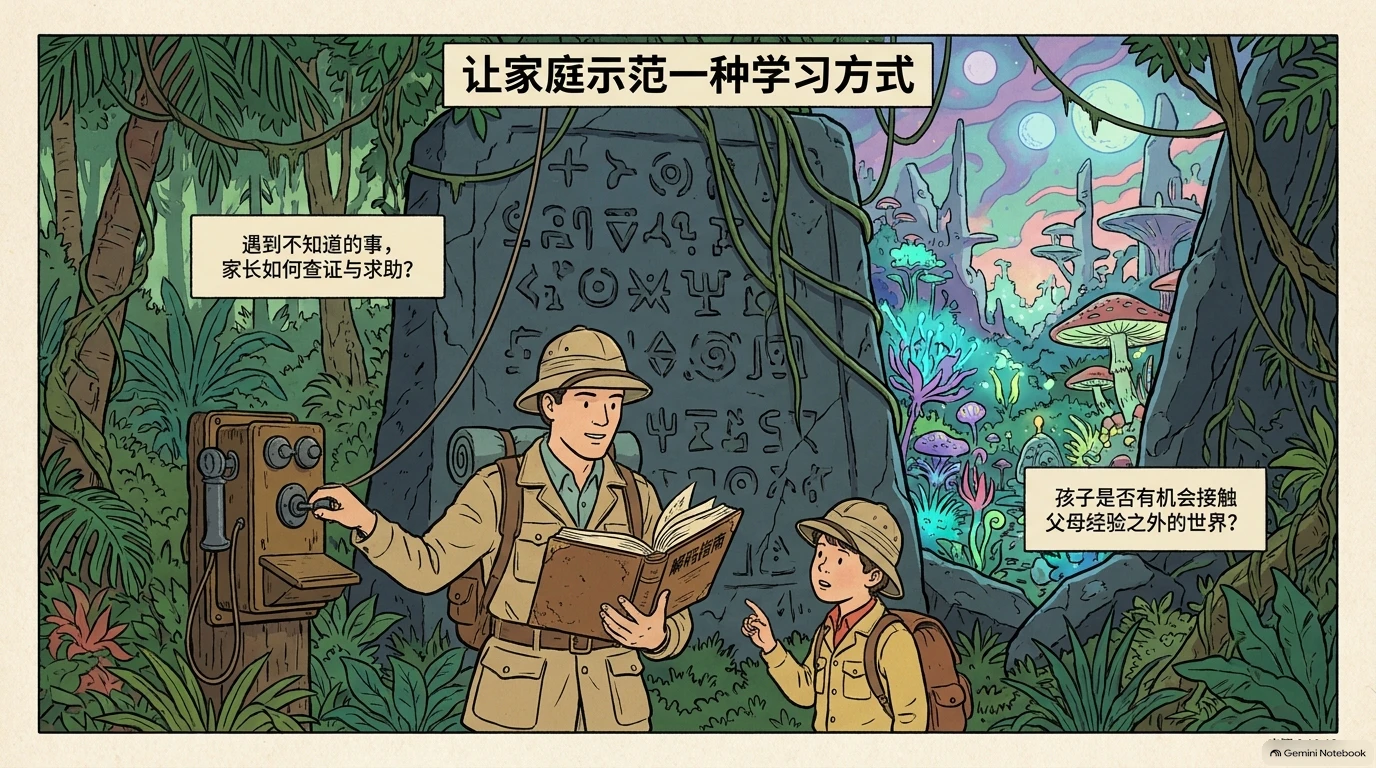 让家庭示范一种学习方式
遇到不知道的事，
家长如何查证与求助？
孩子是否有机会接触
父母经验之外的世界？
Gemini Notebook